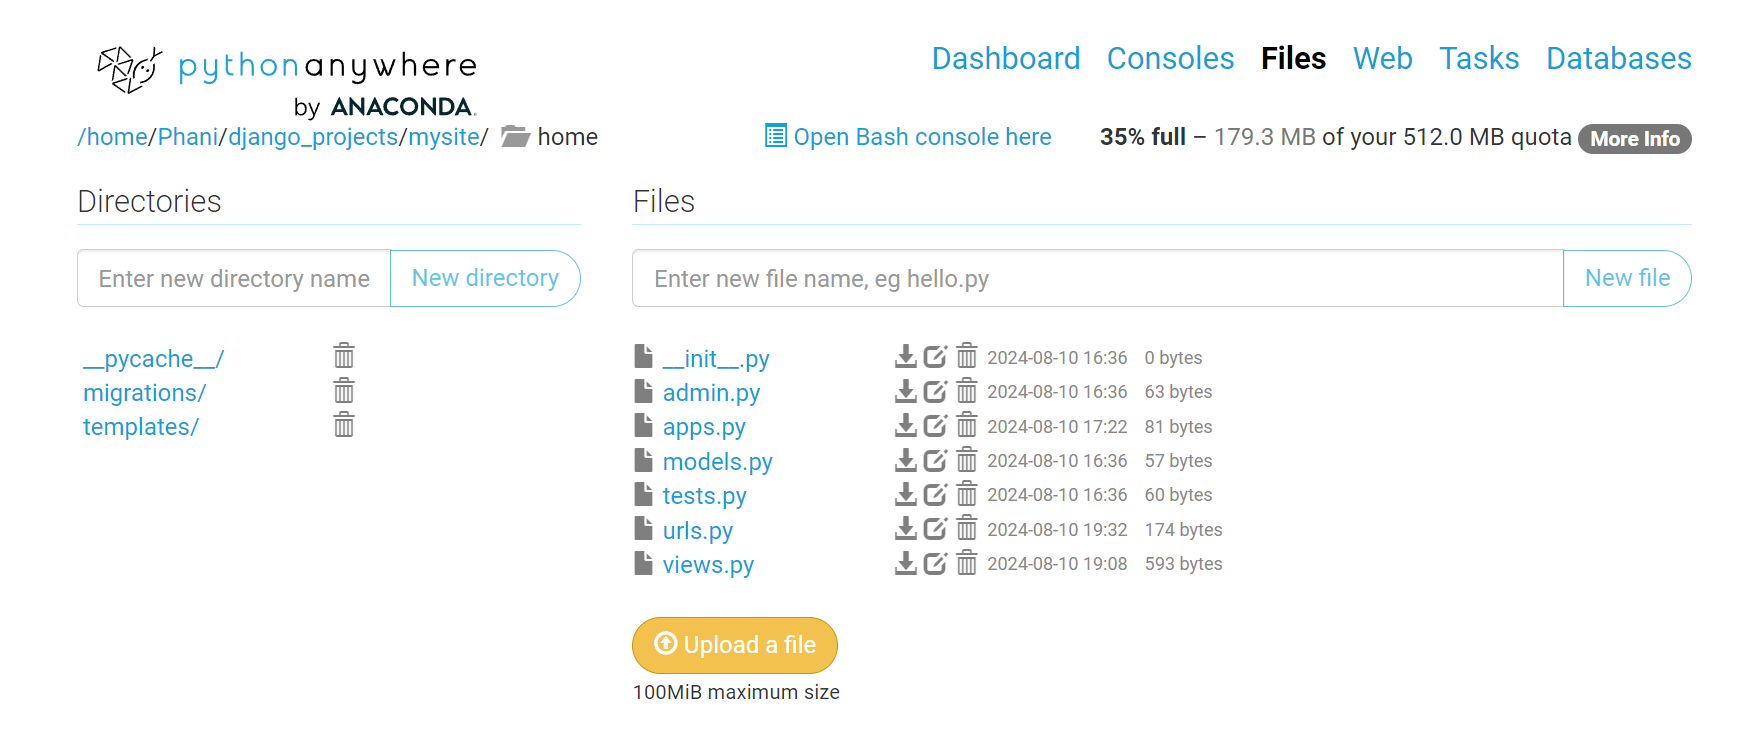 pythonanywhere
by ANACONDA.
Dashboard Consoles Files Web Tasks Databases
/home/Phani/django_projects/mysite/ home
Open Bash console here
35% full – 179.3 MB of your 512.0 MB quota More Info
Directories
Enter new directory name New directory
__pycache__/
migrations/
templates/
Files
Enter new file name, eg hello.py New file
__init__.py 2024-08-10 16:36 0 bytes
admin.py 2024-08-10 16:36 63 bytes
apps.py 2024-08-10 17:22 81 bytes
models.py 2024-08-10 16:36 57 bytes
tests.py 2024-08-10 16:36 60 bytes
urls.py 2024-08-10 19:32 174 bytes
views.py 2024-08-10 19:08 593 bytes
Upload a file
100MiB maximum size